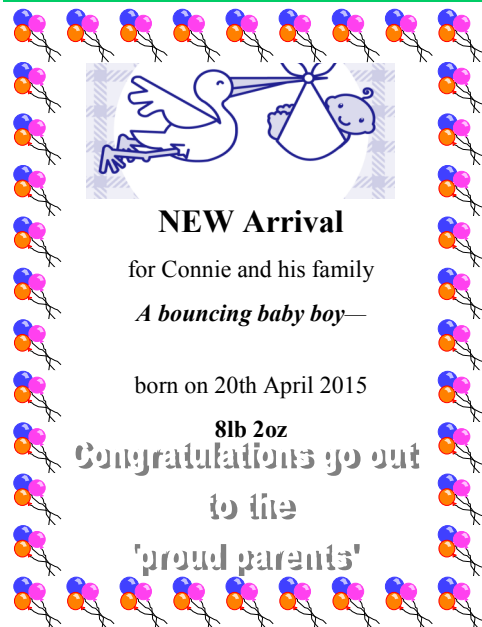 NEW Arrival
for Connie and his family
A bouncing baby boy—
born on 20th April 2015
8lb 2oz
Congratulations go out
to the
'proud parents'